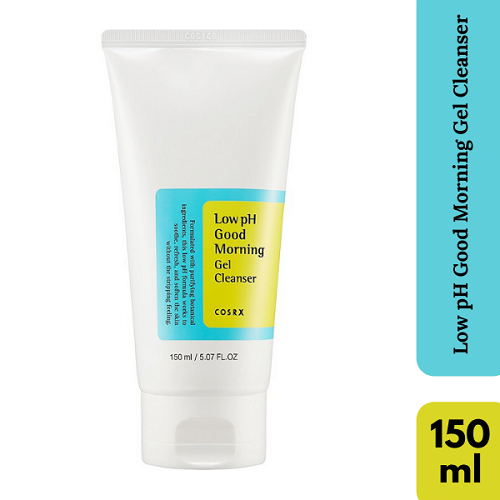 Low pH
Good
Morning
Gel
Cleanser
COSRX
Formulated with purifying botanical
ingredients, this low pH formula works to
soothe, refresh, and soften the skin
without the stripping feeling.
150 ml / 5.07 FL.OZ
Low pH Good Morning Gel Cleanser
150
ml